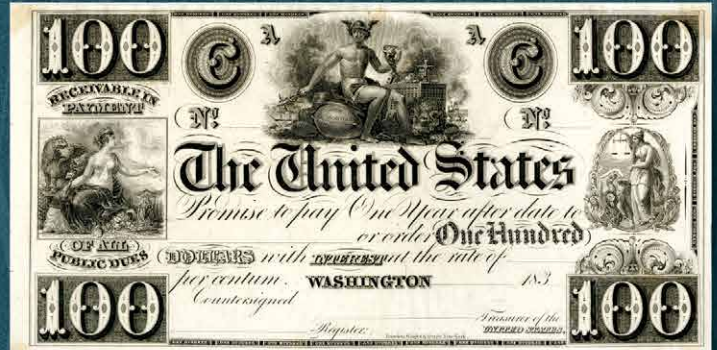 100 A C A C 100
RECEIVABLE IN
PAYMENT
Nº Nº
The United States
Promise to pay One Year after date to
or order One Hundred
OF ALL
PUBLIC DUES
DOLLARS with INTEREST at the rate of
per centum. WASHINGTON 183
Countersigned
100 Register. Treasurer of the 100
UNITED STATES.